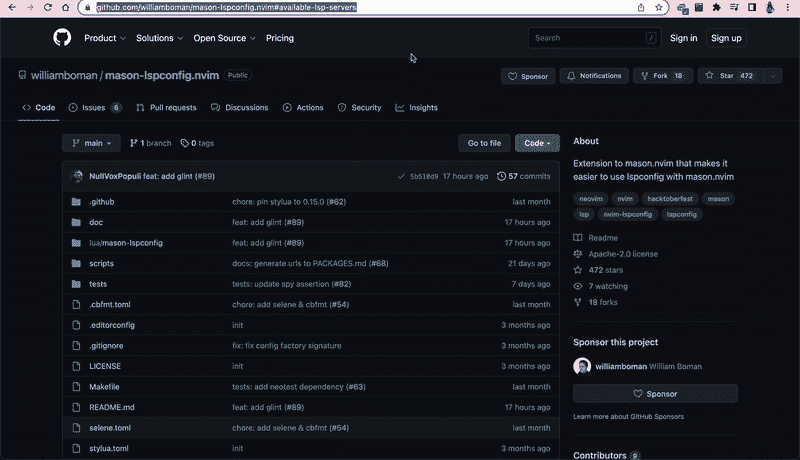 github.com/williamboman/mason-lspconfig.nvim#available-lsp-servers
Product Solutions Open Source Pricing Search / Sign in Sign up
williamboman / mason-lspconfig.nvim Public Sponsor Notifications Fork 18 Star 472
Code Issues 6 Pull requests Discussions Actions Security Insights
main 1 branch 0 tags Go to file Code
NullVoxPopuli feat: add glint (#89) 5b510d9 17 hours ago 57 commits
.github chore: pin stylua to 0.15.0 (#62) last month
doc feat: add glint (#89) 17 hours ago
lua/mason-lspconfig feat: add glint (#89) 17 hours ago
scripts docs: generate urls to PACKAGES.md (#68) 21 days ago
tests tests: update spy assertion (#82) 7 days ago
.cbfmt.toml chore: add selene & cbfmt (#54) last month
.editorconfig init 3 months ago
.gitignore fix: fix config factory signature 3 months ago
LICENSE init 3 months ago
Makefile tests: add neotest dependency (#63) last month
README.md feat: add glint (#89) 17 hours ago
selene.toml chore: add selene & cbfmt (#54) last month
stylua.toml init 3 months ago
About
Extension to mason.nvim that makes it
easier to use lspconfig with mason.nvim
neovim nvim hacktoberfest mason
lsp nvim-lspconfig lspconfig
Readme
Apache-2.0 license
472 stars
7 watching
18 forks
Sponsor this project
williamboman William Boman
Sponsor
Learn more about GitHub Sponsors
Contributors 9